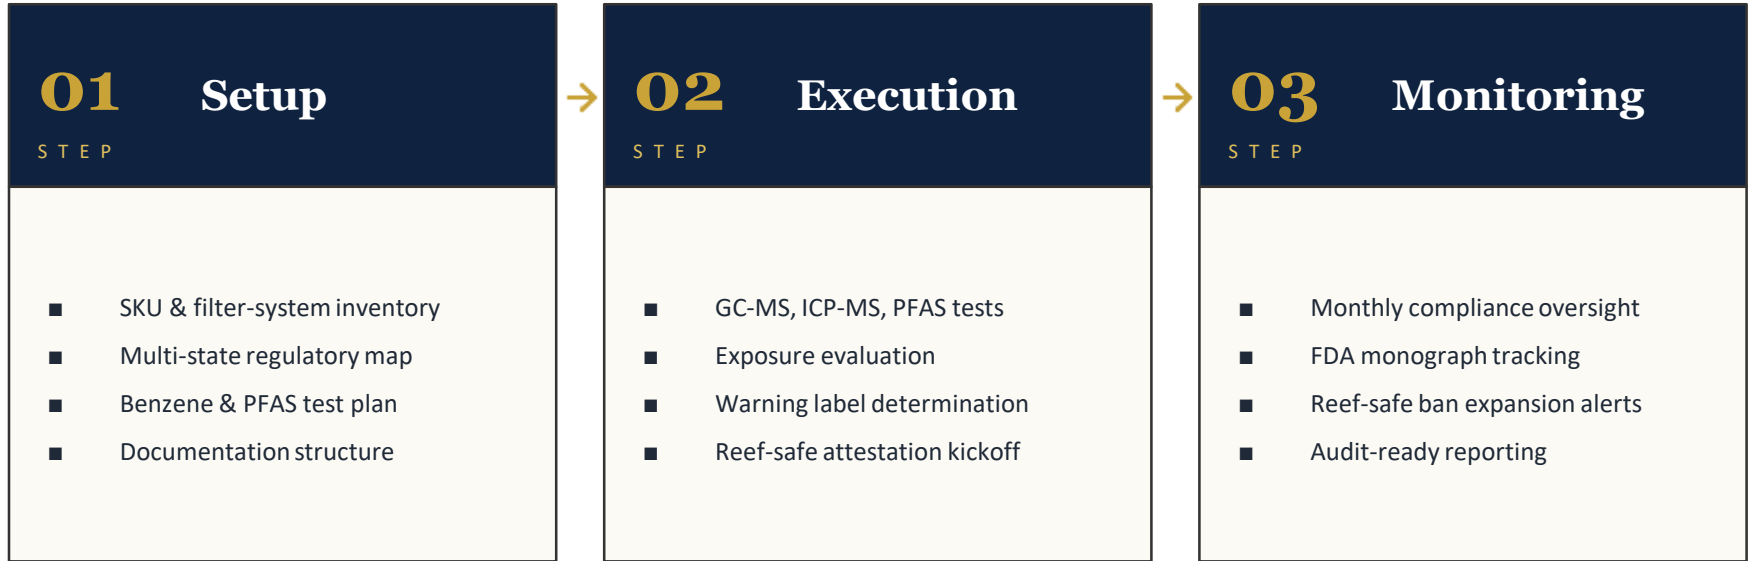 01 Setup
STEP
■ SKU & filter-system inventory
■ Multi-state regulatory map
■ Benzene & PFAS test plan
■ Documentation structure
→
02 Execution
STEP
■ GC-MS, ICP-MS, PFAS tests
■ Exposure evaluation
■ Warning label determination
■ Reef-safe attestation kickoff
→
03 Monitoring
STEP
■ Monthly compliance oversight
■ FDA monograph tracking
■ Reef-safe ban expansion alerts
■ Audit-ready reporting